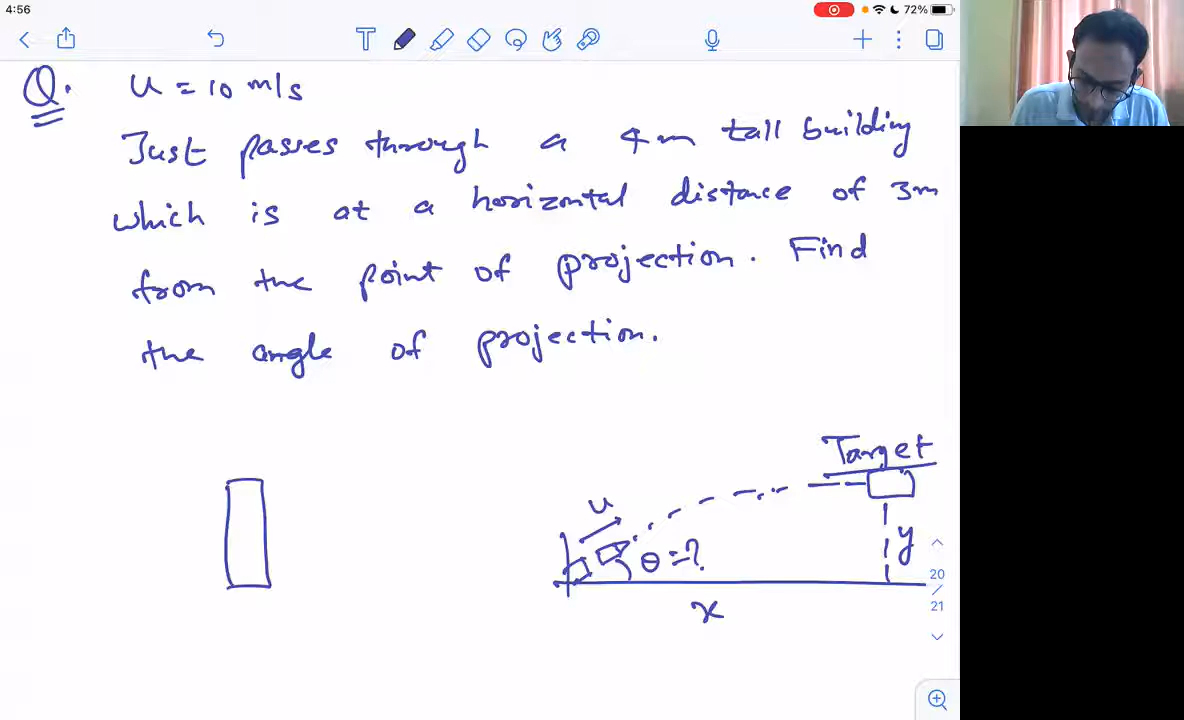 4:56
72%
T
Q. u = 10 m/s
Just passes through a 4m tall building
which is at a horizontal distance of 3m
from the point of projection. Find
the angle of projection.
Target
u
θ = ?
y
x
20
/
21